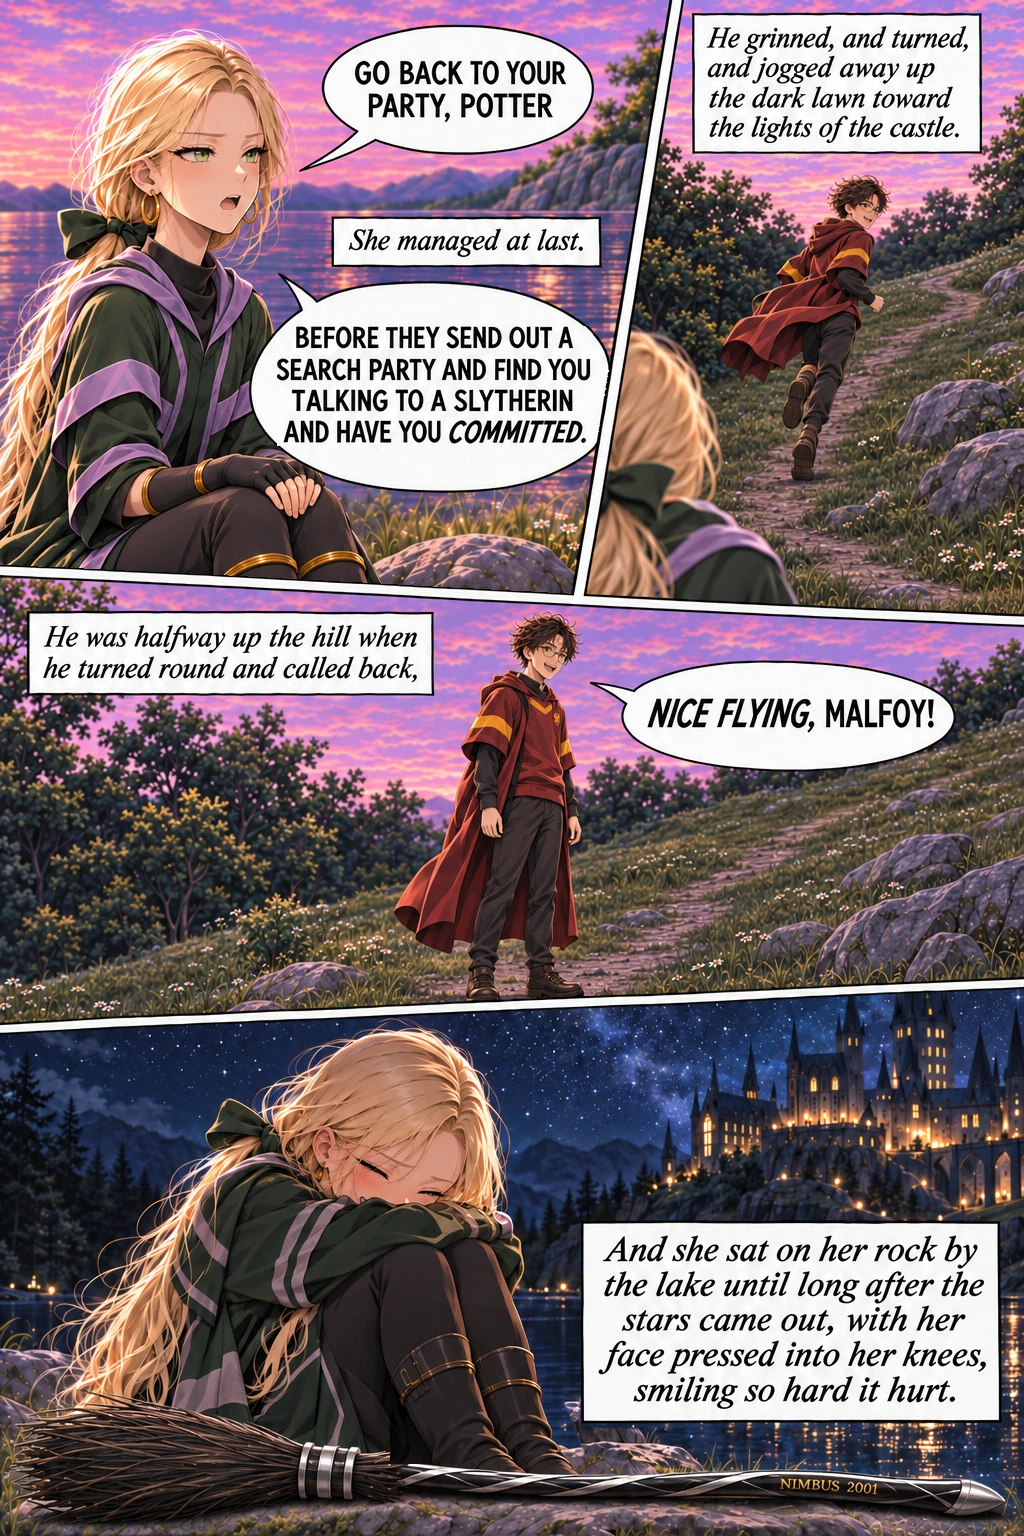 GO BACK TO YOUR
PARTY, POTTER
She managed at last.
BEFORE THEY SEND OUT A
SEARCH PARTY AND FIND YOU
TALKING TO A SLYTHERIN
AND HAVE YOU COMMITTED.
He grinned, and turned,
and jogged away up
the dark lawn toward
the lights of the castle.
He was halfway up the hill when
he turned round and called back,
NICE FLYING, MALFOY!
And she sat on her rock by
the lake until long after the
stars came out, with her
face pressed into her knees,
smiling so hard it hurt.
NIMBUS 2001